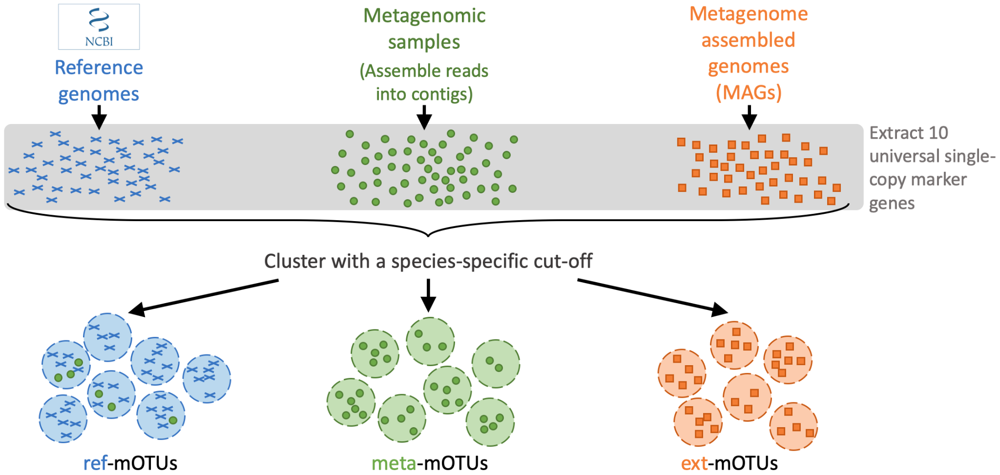 NCBI
Reference
genomes
Metagenomic
samples
(Assemble reads
into contigs)
Metagenome
assembled
genomes
(MAGs)
Extract 10
universal single-
copy marker
genes
Cluster with a species-specific cut-off
ref-mOTUs
meta-mOTUs
ext-mOTUs